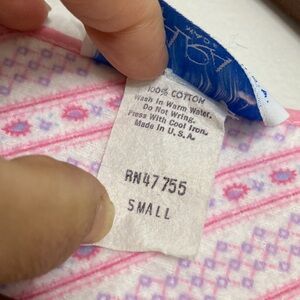 100% COTTON
Wash In Warm Water.
Do Not Wring.
Press With Cool Iron.
Made In U.S.A.
RN47755
SMALL